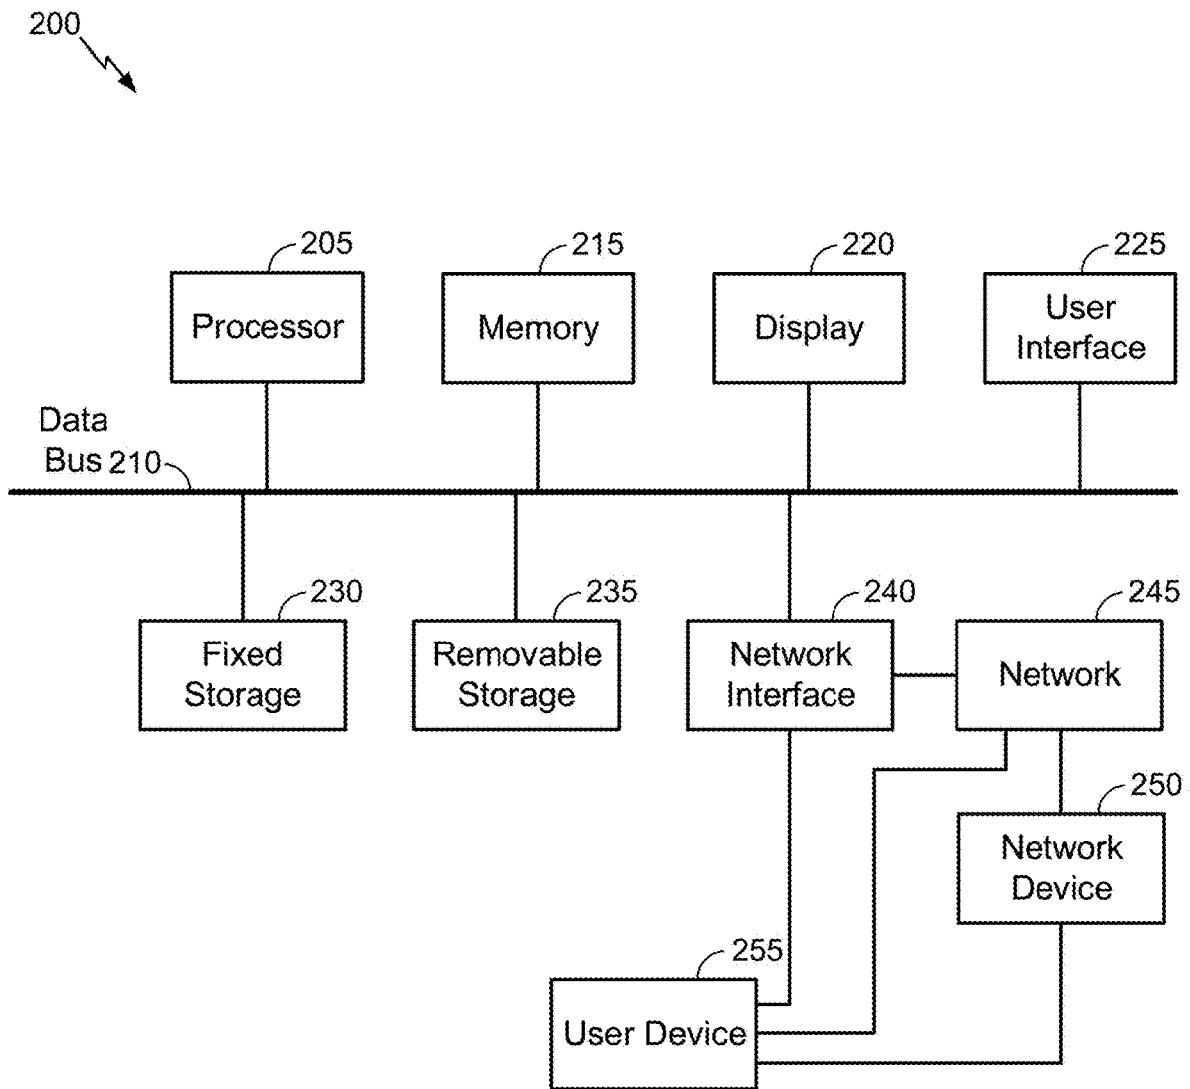 200
205
215
220
225
Processor
Memory
Display
User
Interface
Data
Bus 210
230
235
240
245
Fixed
Storage
Removable
Storage
Network
Interface
Network
250
Network
Device
255
User Device